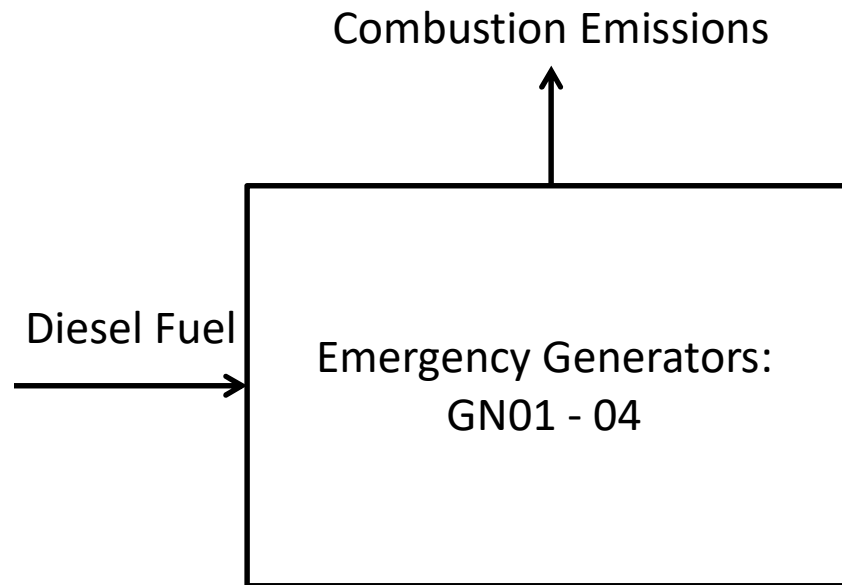 Combustion Emissions
Diesel Fuel
Emergency Generators:
GN01 - 04